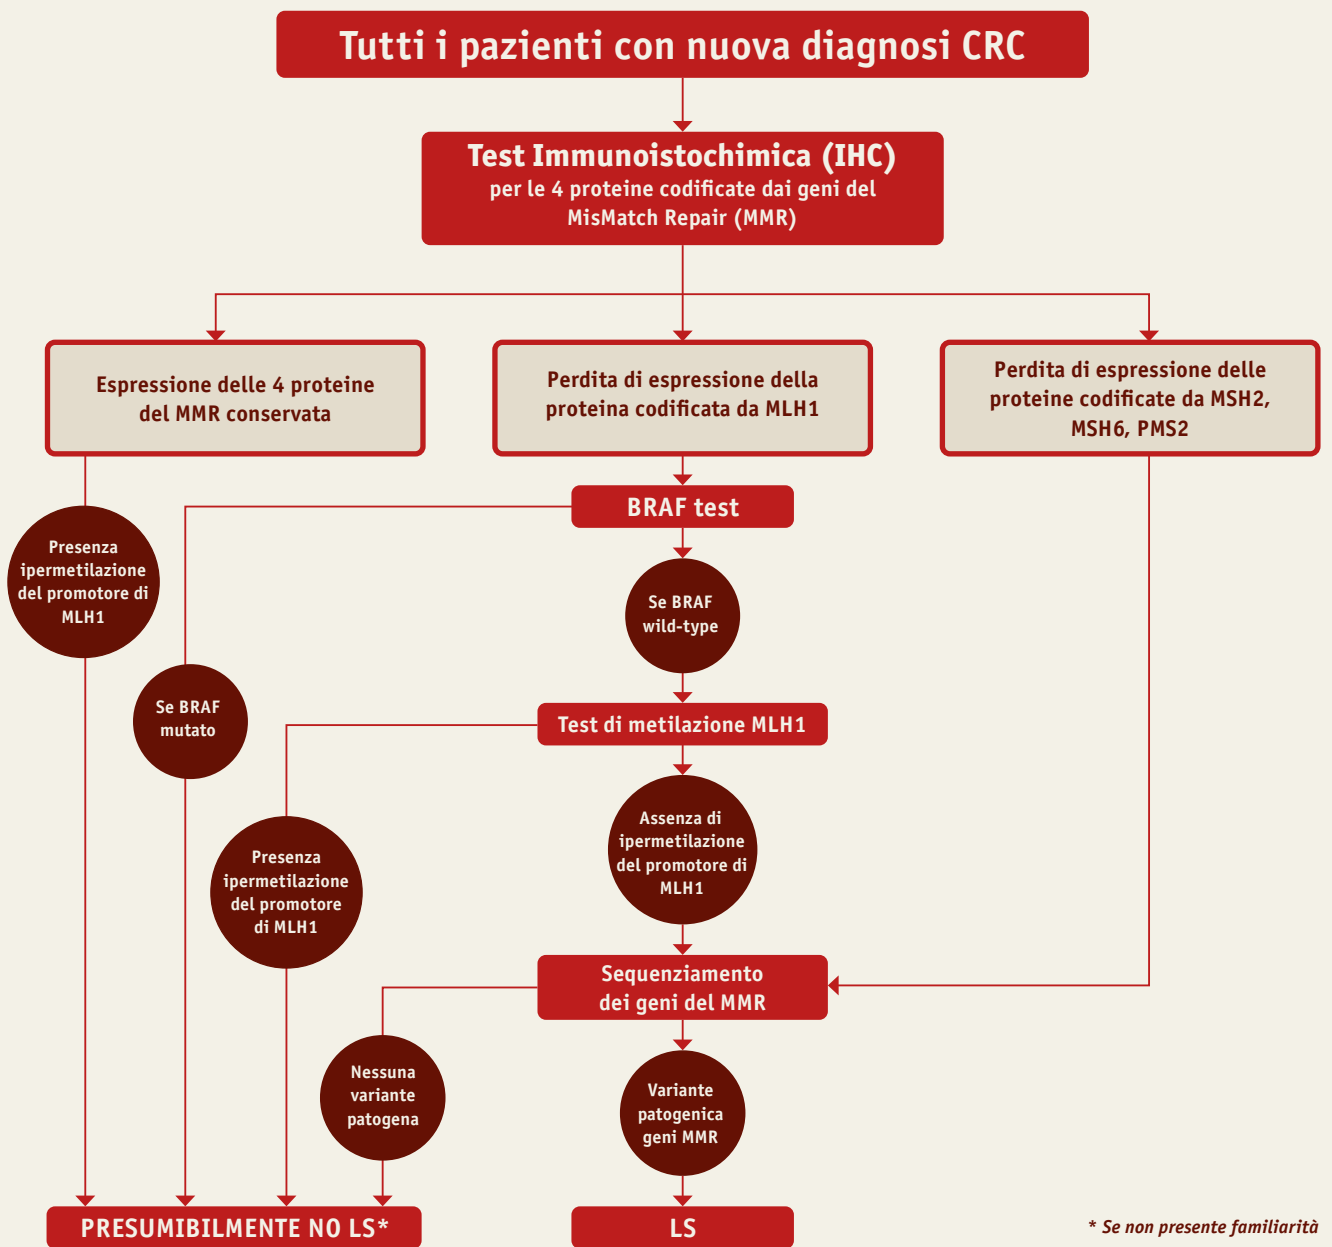 Tutti i pazienti con nuova diagnosi CRC
Test Immunoistochimica (IHC)
per le 4 proteine codificate dai geni del
MisMatch Repair (MMR)
Espressione delle 4 proteine
del MMR conservata
Perdita di espressione della
proteina codificata da MLH1
Perdita di espressione delle
proteine codificate da MSH2,
MSH6, PMS2
BRAF test
Presenza
ipermetilazione
del promotore di
MLH1
Se BRAF
wild-type
Se BRAF
mutato
Test di metilazione MLH1
Assenza di
ipermetilazione
del promotore di
MLH1
Presenza
ipermetilazione
del promotore
di MLH1
Sequenziamento
dei geni del MMR
Nessuna
variante
patogena
Variante
patogenica
geni MMR
PRESUMIBILMENTE NO LS*
LS
* Se non presente familiarità